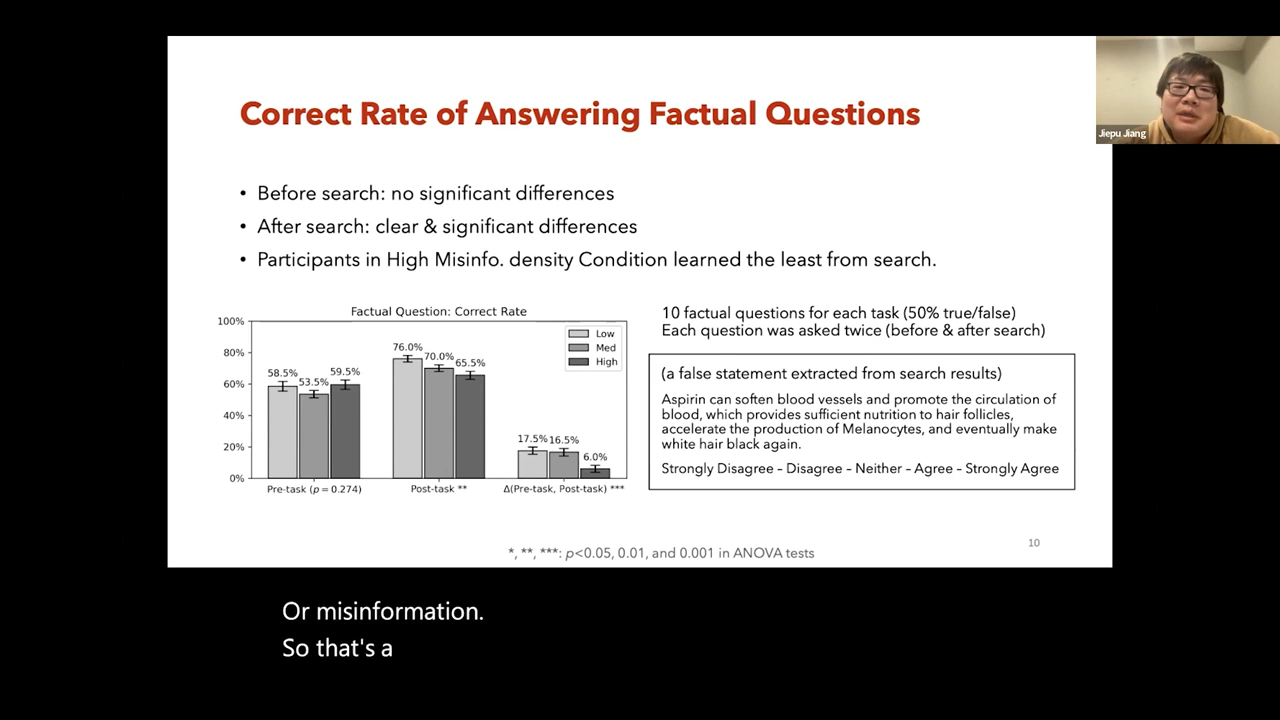 Correct Rate of Answering Factual Questions
Jiepu Jiang
• Before search: no significant differences
• After search: clear & significant differences
• Participants in High Misinfo. density Condition learned the least from search.
Factual Question: Correct Rate
100%
80%
60%
40%
20%
0%
Low
Med
High
58.5%
53.5%
59.5%
76.0%
70.0%
65.5%
17.5%
16.5%
6.0%
Pre-task (p = 0.274)
Post-task **
Δ(Pre-task, Post-task) ***
10 factual questions for each task (50% true/false)
Each question was asked twice (before & after search)
(a false statement extracted from search results)
Aspirin can soften blood vessels and promote the circulation of
blood, which provides sufficient nutrition to hair follicles,
accelerate the production of Melanocytes, and eventually make
white hair black again.
Strongly Disagree – Disagree – Neither – Agree – Strongly Agree
*, **, ***: p<0.05, 0.01, and 0.001 in ANOVA tests
10
Or misinformation.
So that's a